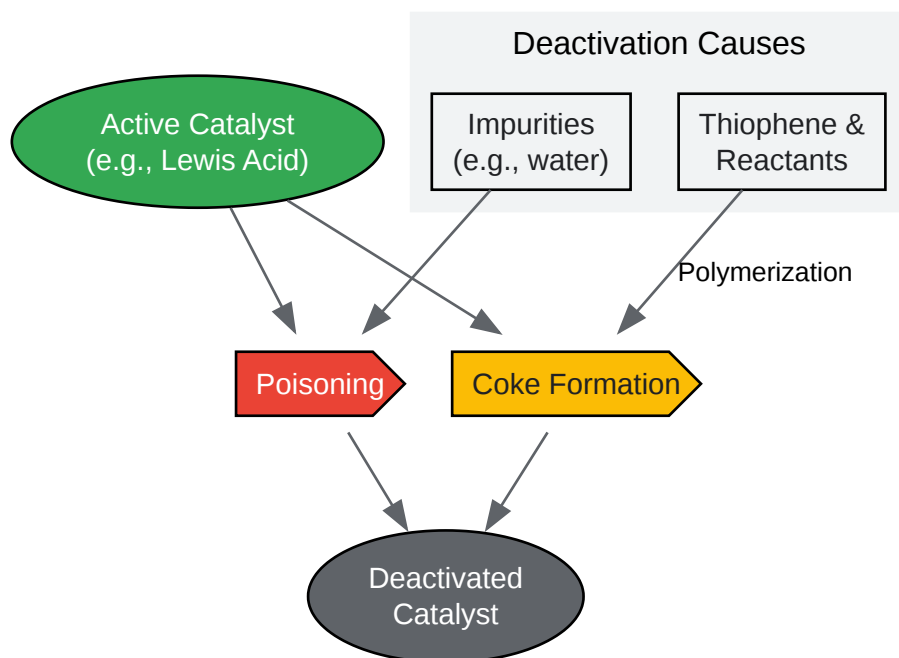 Deactivation Causes
Active Catalyst
(e.g., Lewis Acid)
Impurities
(e.g., water)
Thiophene &
Reactants
Polymerization
Poisoning
Coke Formation
Deactivated
Catalyst